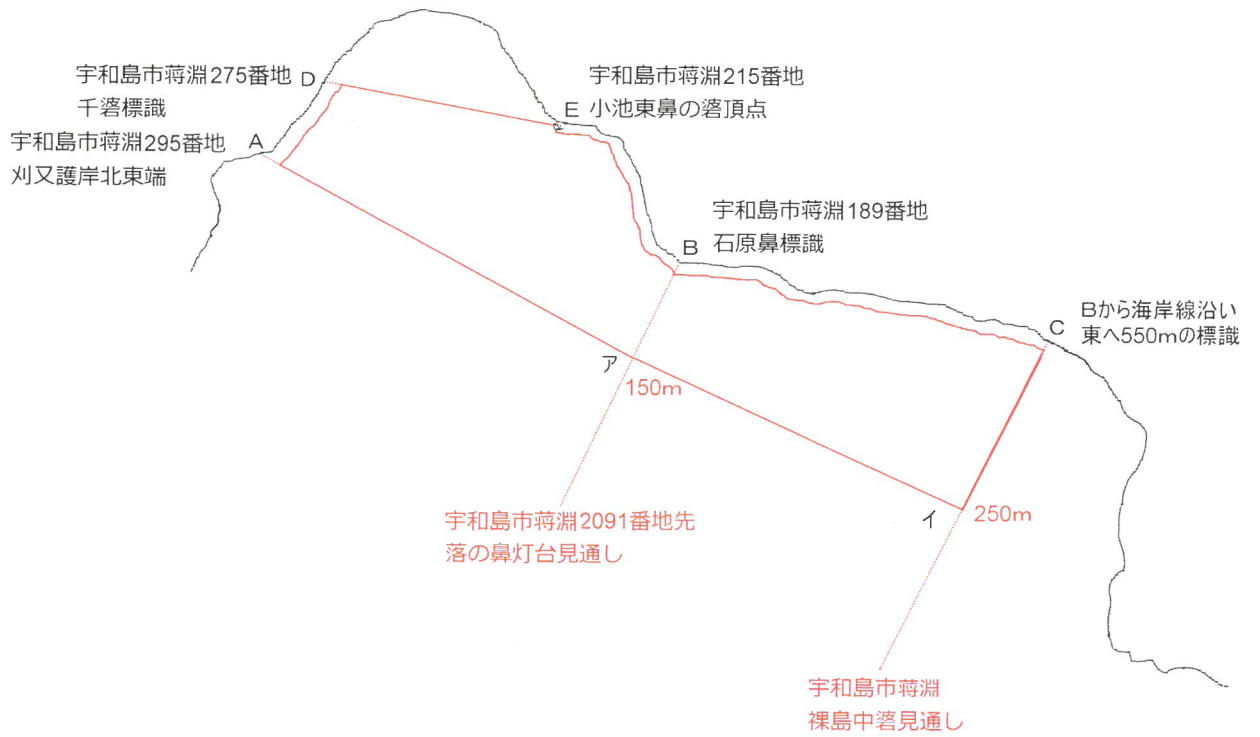 宇和島市蒋淵275番地 D
千碆標識
宇和島市蒋淵295番地 A
刈又護岸北東端
宇和島市蒋淵215番地
E 小池東鼻の碆頂点
宇和島市蒋淵189番地
B 石原鼻標識
C Bから海岸線沿い
東へ550mの標識
ア
150m
イ 250m
宇和島市蒋淵2091番地先
落の鼻灯台見通し
宇和島市蒋淵
裸島中碆見通し